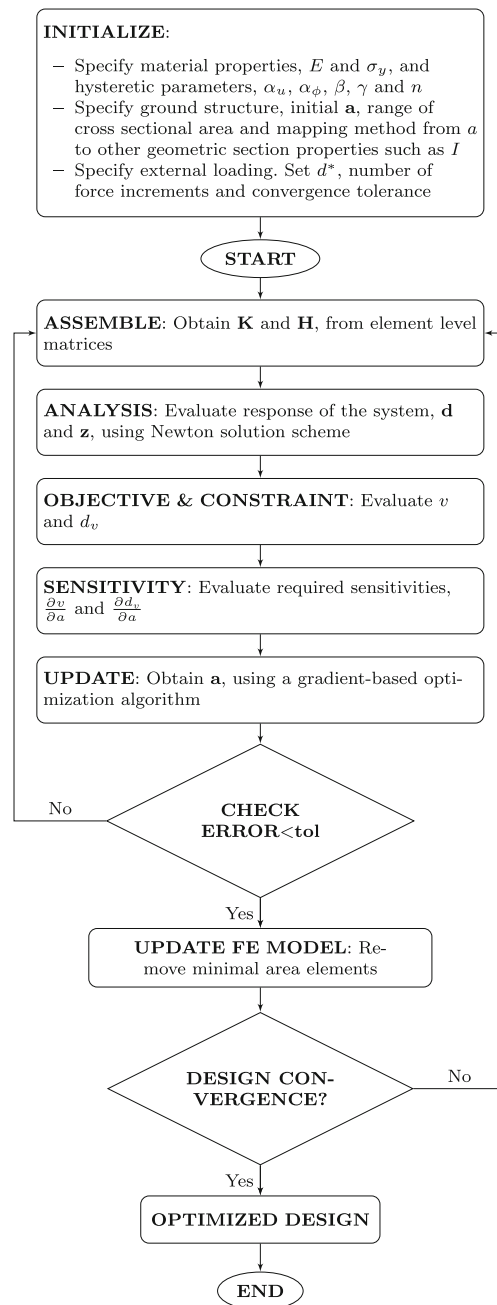 INITIALIZE:
– Specify material properties, E and σ_y, and
hysteretic parameters, α_u, α_ϕ, β, γ and n
– Specify ground structure, initial a, range of
cross sectional area and mapping method from a
to other geometric section properties such as I
– Specify external loading. Set d*, number of
force increments and convergence tolerance
START
ASSEMBLE: Obtain K and H, from element level
matrices
ANALYSIS: Evaluate response of the system, d
and z, using Newton solution scheme
OBJECTIVE & CONSTRAINT: Evaluate v
and d_v
SENSITIVITY: Evaluate required sensitivities,
∂v/∂a and ∂d_v/∂a
UPDATE: Obtain a, using a gradient-based opti-
mization algorithm
No
CHECK
ERROR<tol
Yes
UPDATE FE MODEL: Re-
move minimal area elements
DESIGN CON-
VERGENCE?
No
Yes
OPTIMIZED DESIGN
END